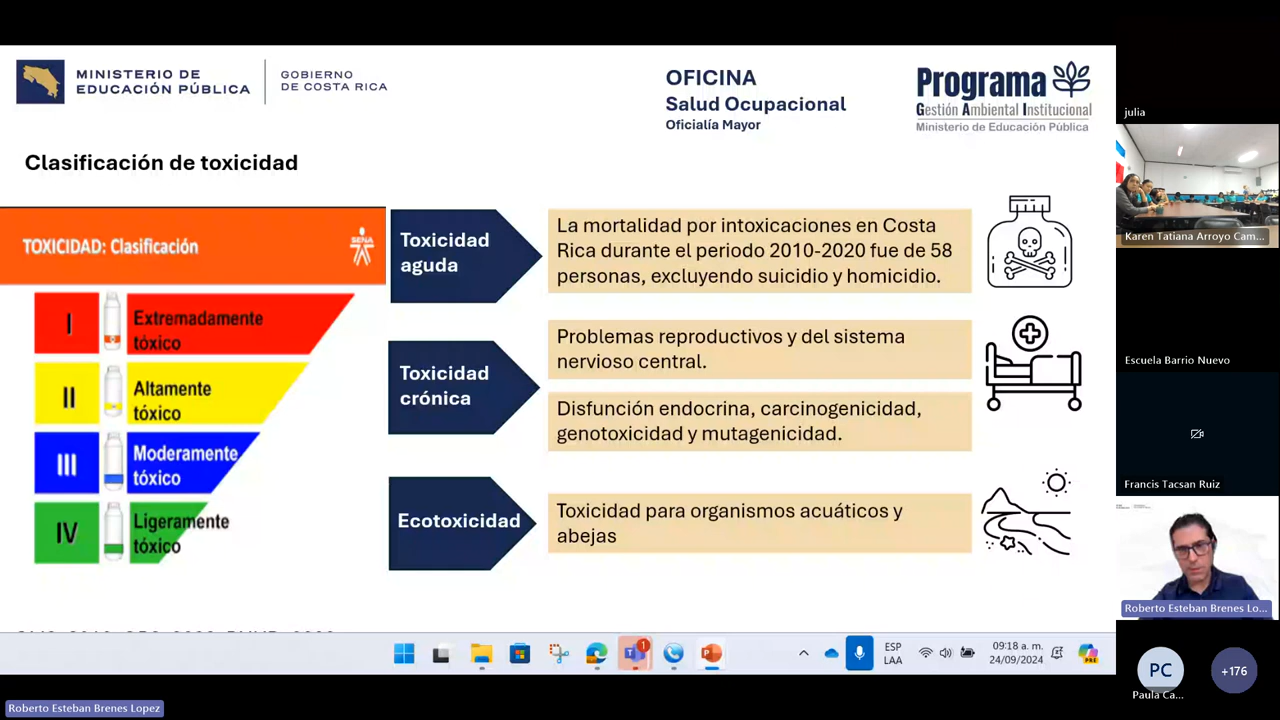 MINISTERIO DE
EDUCACIÓN PÚBLICA
GOBIERNO
DE COSTA RICA
OFICINA
Salud Ocupacional
Oficialía Mayor
Programa
Gestión Ambiental Institucional
Ministerio de Educación Pública
Clasificación de toxicidad
TOXICIDAD: Clasificación
SENA
I
Extremadamente
tóxico
II
Altamente
tóxico
III
Moderamente
tóxico
IV
Ligeramente
tóxico
Toxicidad
aguda
La mortalidad por intoxicaciones en Costa
Rica durante el periodo 2010-2020 fue de 58
personas, excluyendo suicidio y homicidio.
Toxicidad
crónica
Problemas reproductivos y del sistema
nervioso central.
Disfunción endocrina, carcinogenicidad,
genotoxicidad y mutagenicidad.
Ecotoxicidad
Toxicidad para organismos acuáticos y
abejas
1
ESP
LAA
09:18 a. m.
24/09/2024
PRE
Roberto Esteban Brenes Lopez
julia
Karen Tatiana Arroyo Cam...
Escuela Barrio Nuevo
Francis Tacsan Ruiz
Roberto Esteban Brenes Lo...
PC
Paula Ca...
+176